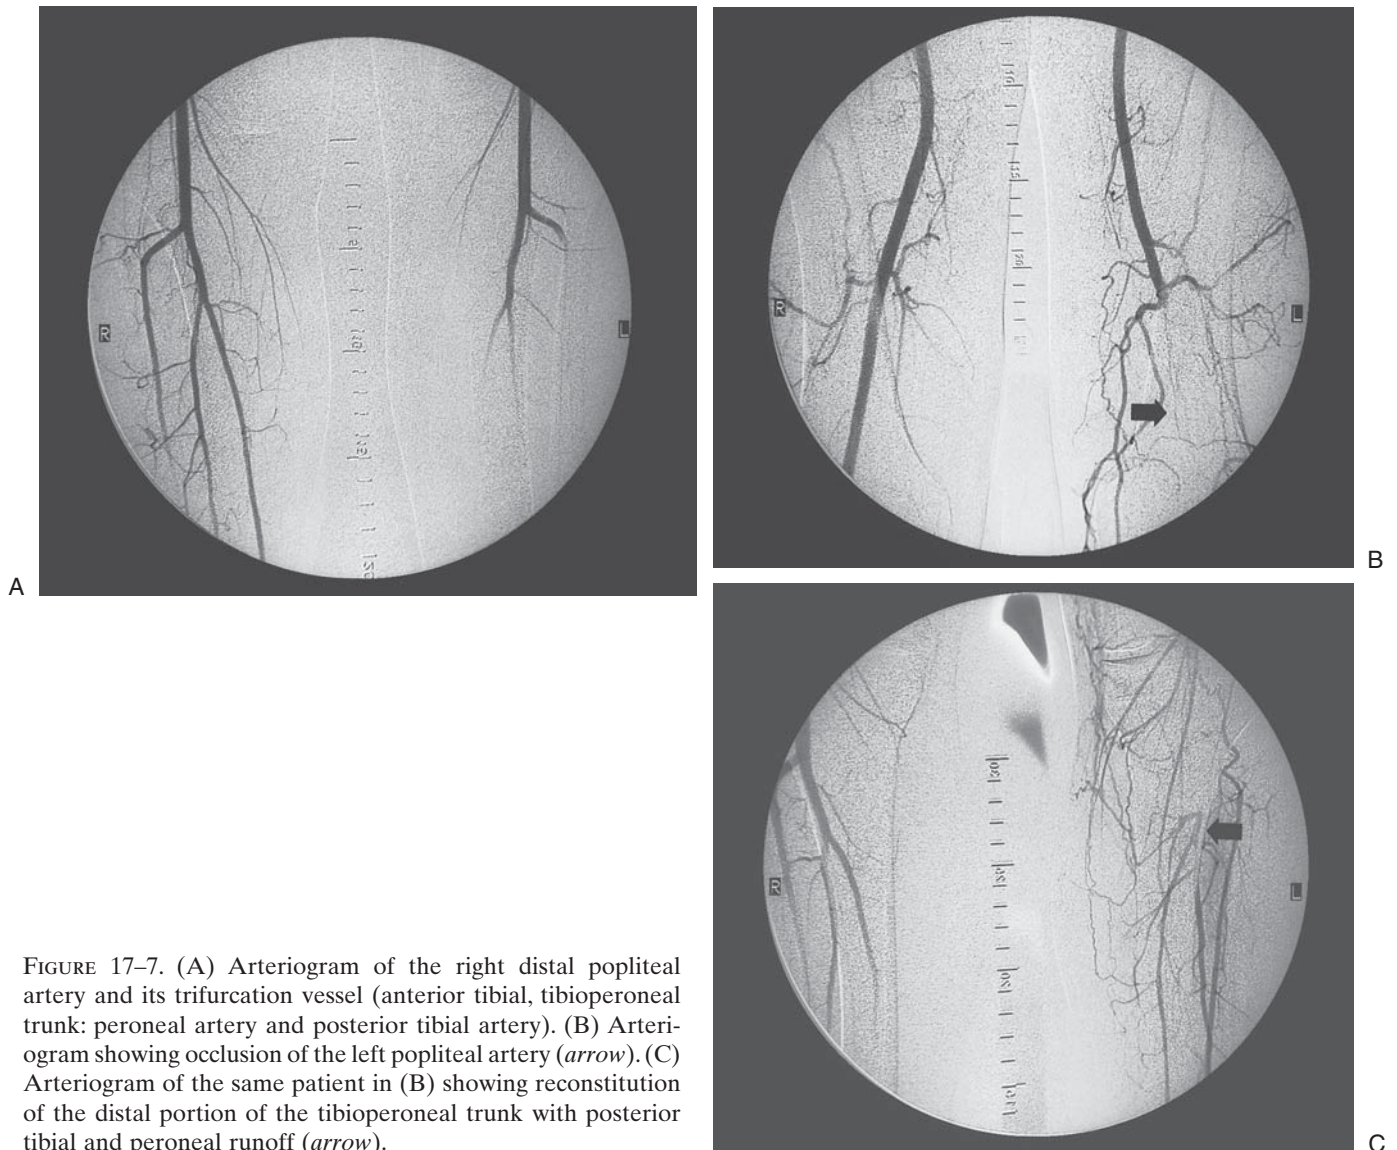 R
L
A
R
L
B
R
L
C
FIGURE 17–7. (A) Arteriogram of the right distal popliteal
artery and its trifurcation vessel (anterior tibial, tibioperoneal
trunk: peroneal artery and posterior tibial artery). (B) Arteri-
ogram showing occlusion of the left popliteal artery (arrow). (C)
Arteriogram of the same patient in (B) showing reconstitution
of the distal portion of the tibioperoneal trunk with posterior
tibial and peroneal runoff (arrow).